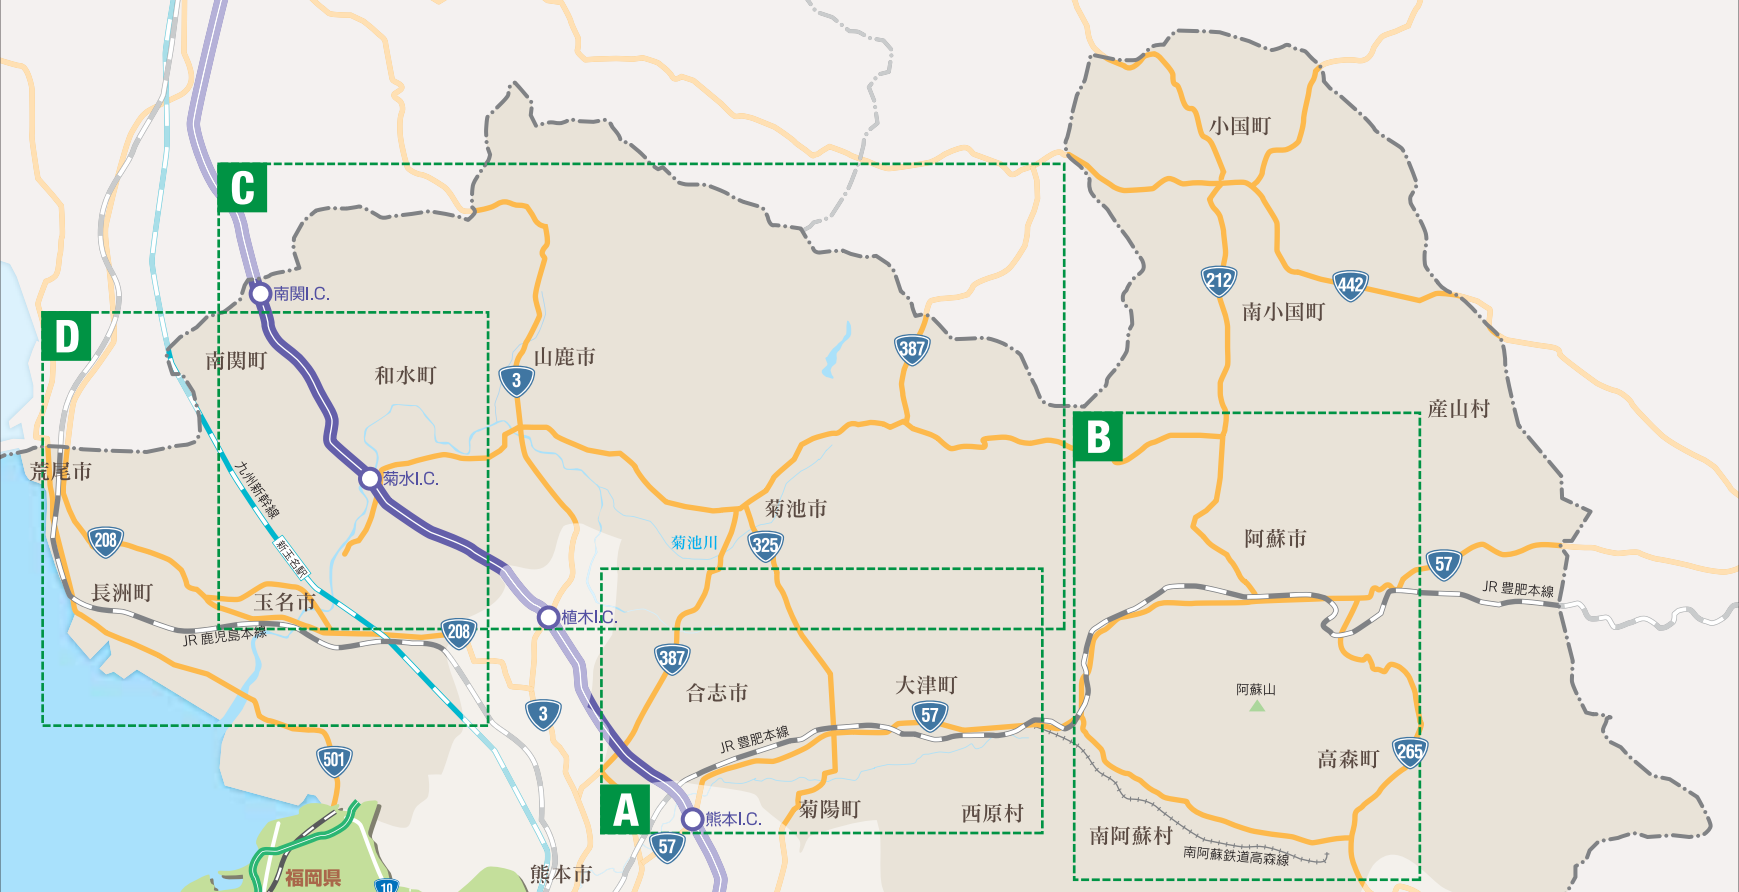 小国町
C
212
442
南関I.C.
南小国町
D
387
南関町
山鹿市
和水町
3
産山村
B
荒尾市
九州新幹線
菊水I.C.
菊池市
阿蘇市
208
菊池川
325
新玉名駅
57
長洲町
JR 豊肥本線
玉名市
植木I.C.
JR 鹿児島本線
208
387
合志市
大津町
阿蘇山
3
57
JR 豊肥本線
501
高森町
265
A
菊陽町
西原村
熊本I.C.
南阿蘇村
57
南阿蘇鉄道高森線
熊本市
福岡県
10